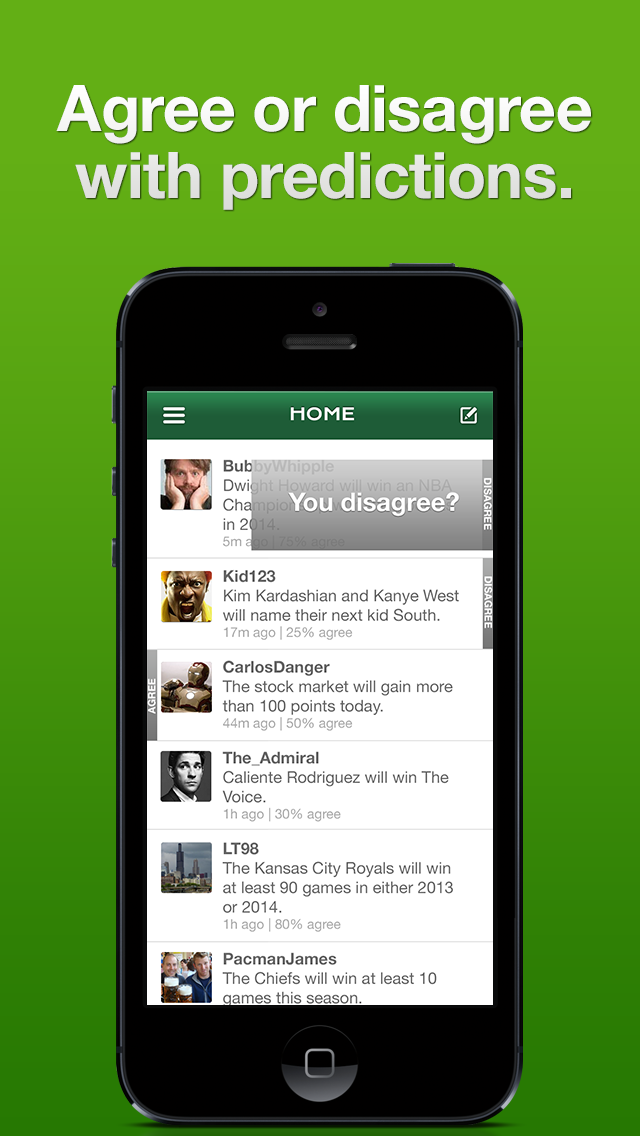 Agree or disagree
with predictions.
HOME
BubbyWhipple
Dwight Howard will win an NBA
in 2014.
5m ago | 75% agree
You disagree?
DISAGREE
Kid123
Kim Kardashian and Kanye West
will name their next kid South.
17m ago | 25% agree
DISAGREE
AGREE
CarlosDanger
The stock market will gain more
than 100 points today.
44m ago | 50% agree
The_Admiral
Caliente Rodriguez will win The
Voice.
1h ago | 30% agree
LT98
The Kansas City Royals will win
at least 90 games in either 2013
or 2014.
1h ago | 80% agree
PacmanJames
The Chiefs will win at least 10
games this season.